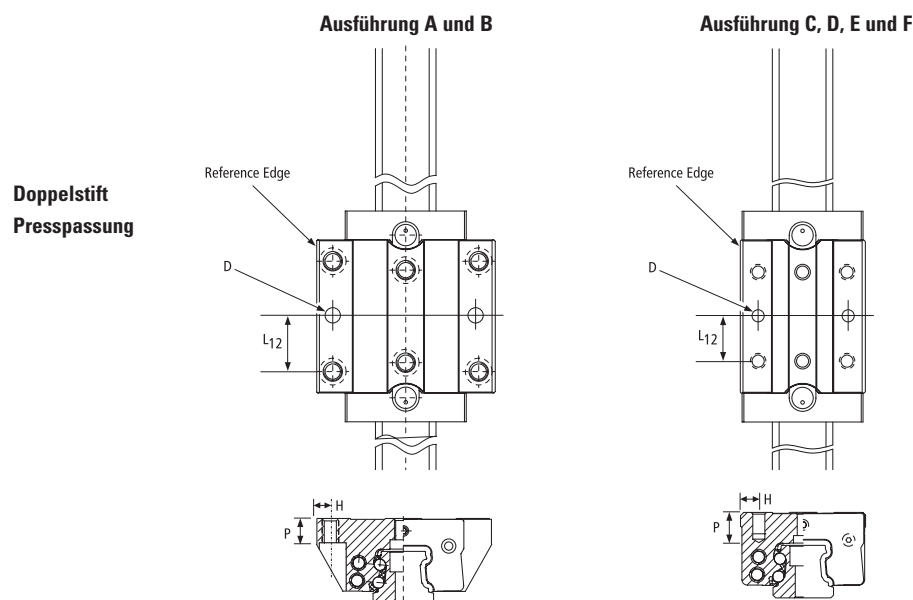 Ausführung A und B
Ausführung C, D, E und F
Doppelstift
Presspassung
Reference Edge
D
L12
H
P
Reference Edge
D
L12
H
P